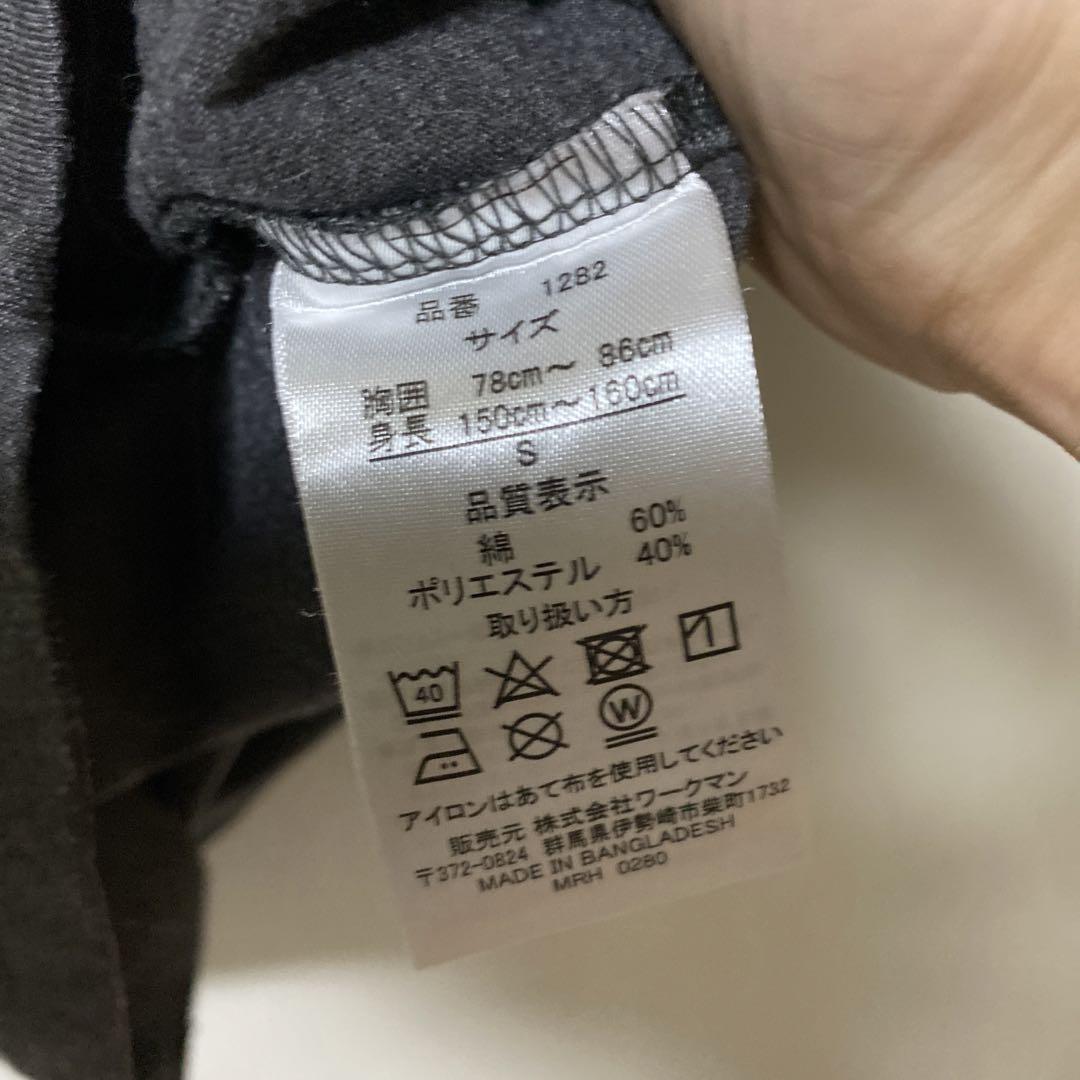 品番 1282
サイズ
胸囲 78cm～ 86cm
身長 150cm～160cm
S
品質表示
綿 60%
ポリエステル 40%
取り扱い方
40
W
アイロンはあて布を使用してください
販売元 株式会社ワークマン
〒372-0824 群馬県伊勢崎市柴町1732
MADE IN BANGLADESH
MRH 0280